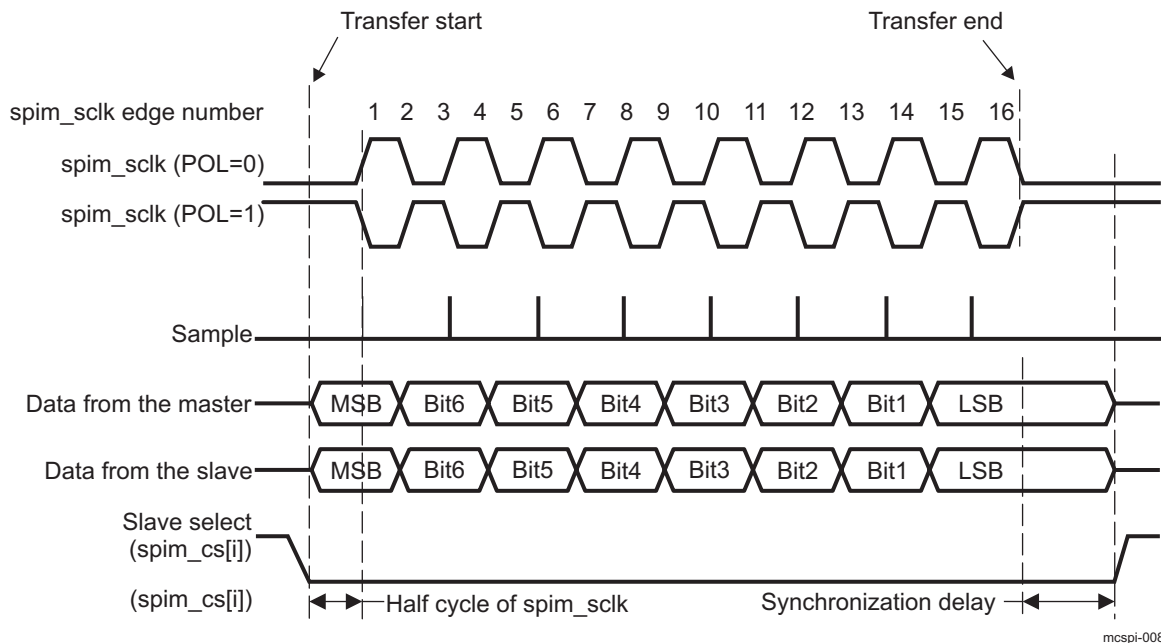 Transfer start
Transfer end
spim_sclk edge number
1 2 3 4 5 6 7 8 9 10 11 12 13 14 15 16
spim_sclk (POL=0)
spim_sclk (POL=1)
Sample
Data from the master
MSB Bit6 Bit5 Bit4 Bit3 Bit2 Bit1 LSB
Data from the slave
MSB Bit6 Bit5 Bit4 Bit3 Bit2 Bit1 LSB
Slave select
(spim_cs[i])
(spim_cs[i])
Half cycle of spim_sclk
Synchronization delay
mcspi-008